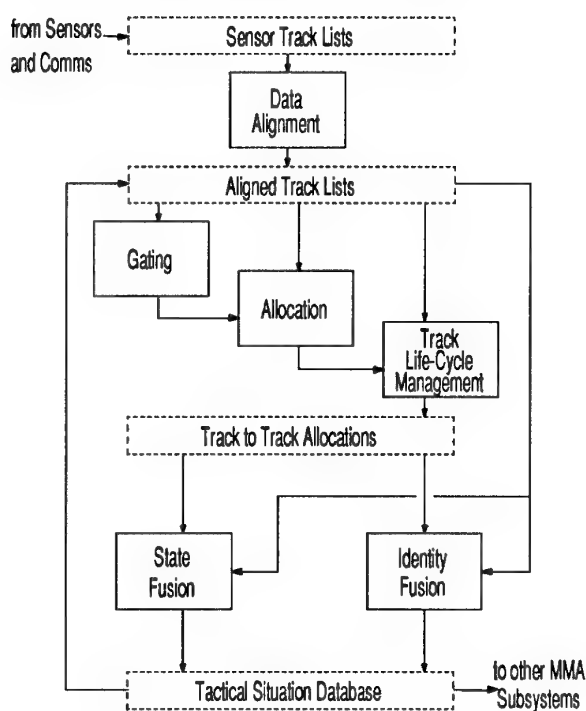 from Sensors
and Comms
Sensor Track Lists
Data
Alignment
Aligned Track Lists
Gating
Allocation
Track
Life-Cycle
Management
Track to Track Allocations
State
Fusion
Identity
Fusion
Tactical Situation Database
to other MMA
Subsystems